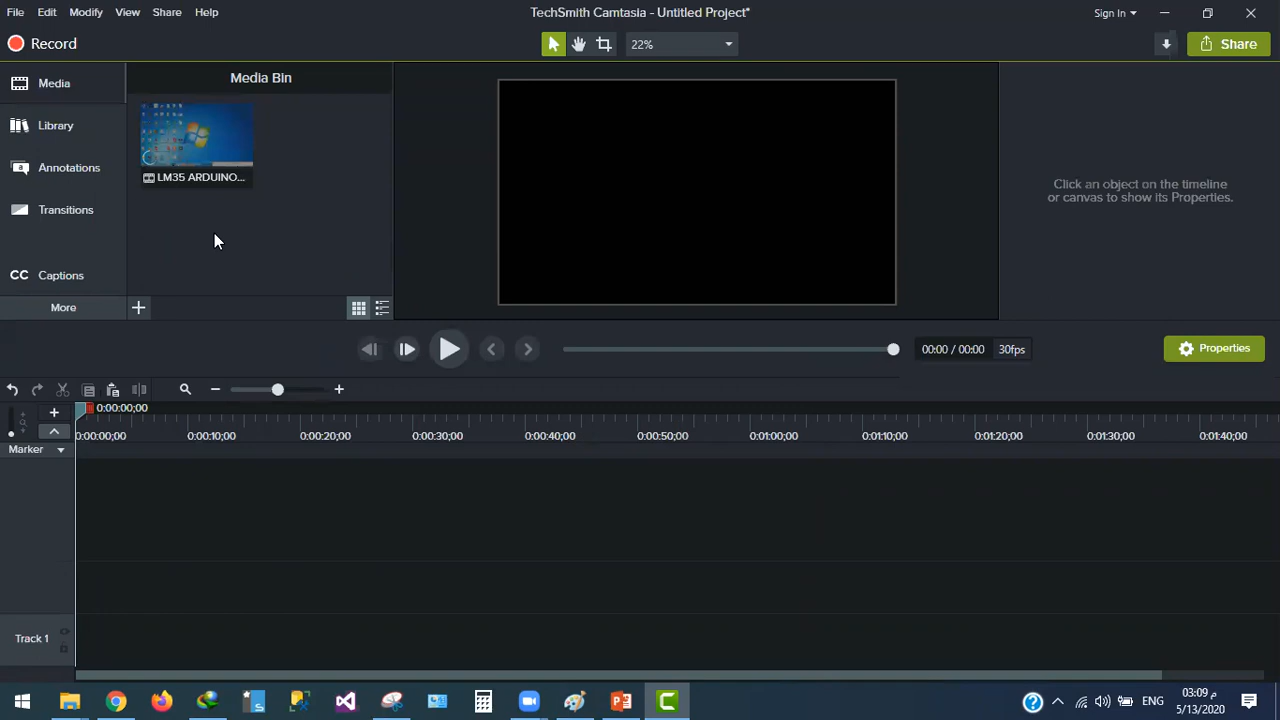 File Edit Modify View Share Help
TechSmith Camtasia - Untitled Project*
Sign In
Record
22%
Share
Media
Media Bin
Library
LM35 ARDUINO...
Annotations
Click an object on the timeline
or canvas to show its Properties.
Transitions
CC Captions
More
00:00 / 00:00 30fps
Properties
0:00:00;00
0:00:00;00 0:00:10;00 0:00:20;00 0:00:30;00 0:00:40;00 0:00:50;00 0:01:00;00 0:01:10;00 0:01:20;00 0:01:30;00 0:01:40;00
Marker
Track 1
ENG
03:09 م
5/13/2020